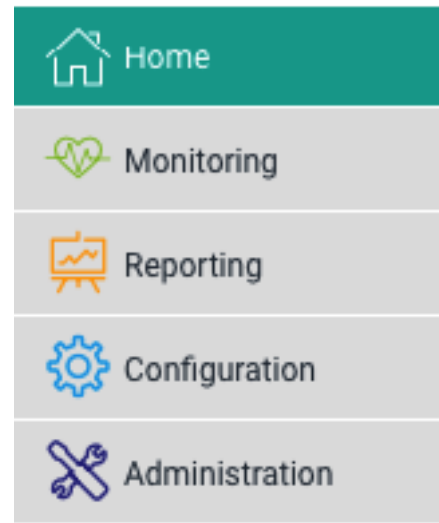 Home
Monitoring
Reporting
Configuration
Administration